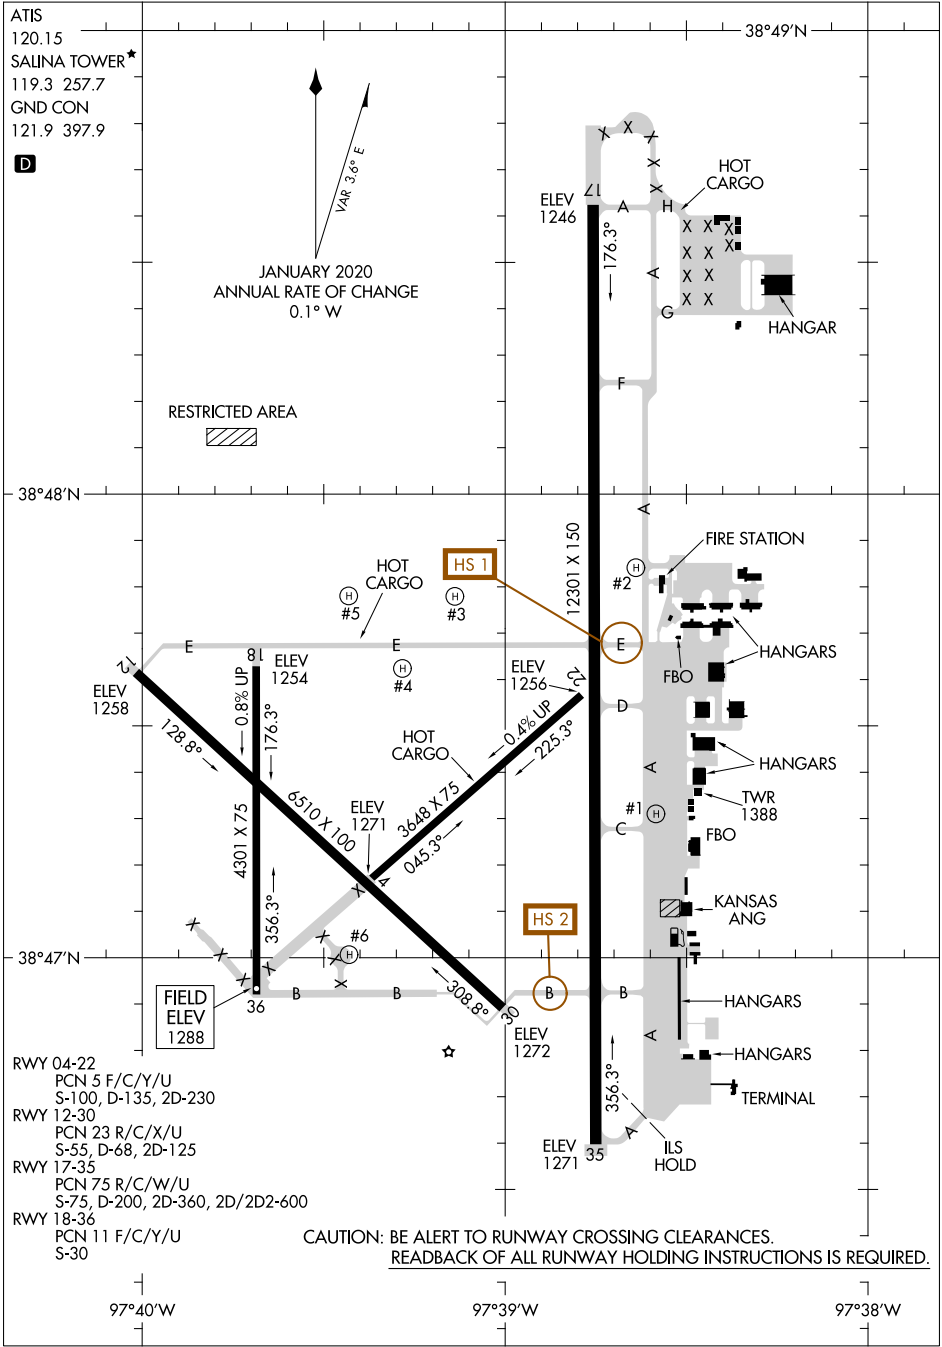 ATIS
120.15
SALINA TOWER★
119.3 257.7
GND CON
121.9 397.9
D
VAR 3.6° E
JANUARY 2020
ANNUAL RATE OF CHANGE
0.1° W
38°49'N
X X X
X
X
HOT
CARGO
17
ELEV
1246
A H
X X X
X
X X
X X
176.3°
A
G
HANGAR
F
RESTRICTED AREA
38°48'N
A
12301 X 150
FIRE STATION
HS 1
HOT
CARGO
H
#5
H
#3
H
#2
E
E
E
HANGARS
FBO
18
ELEV
1254
H
#4
12
ELEV
1258
0.8% UP
176.3°
128.8°
22
ELEV
1256
0.4% UP
225.3°
D
HOT
CARGO
A
HANGARS
TWR
1388
6510 X 100
3648 X 75
045.3°
ELEV
1271
#1 H
C
FBO
4301 X 75
356.3°
X 4
KANSAS
ANG
HS 2
X
X
X
X
X
X
X
#6
H
38°47'N
FIELD
ELEV
1288
36
B B
308.8°
30
B
B
HANGARS
ELEV
1272
A
HANGARS
TERMINAL
356.3°
ELEV
1271
35
A
ILS
HOLD
RWY 04-22
PCN 5 F/C/Y/U
S-100, D-135, 2D-230
RWY 12-30
PCN 23 R/C/X/U
S-55, D-68, 2D-125
RWY 17-35
PCN 75 R/C/W/U
S-75, D-200, 2D-360, 2D/2D2-600
RWY 18-36
PCN 11 F/C/Y/U
S-30
CAUTION: BE ALERT TO RUNWAY CROSSING CLEARANCES.
READBACK OF ALL RUNWAY HOLDING INSTRUCTIONS IS REQUIRED.
97°40'W
97°39'W
97°38'W